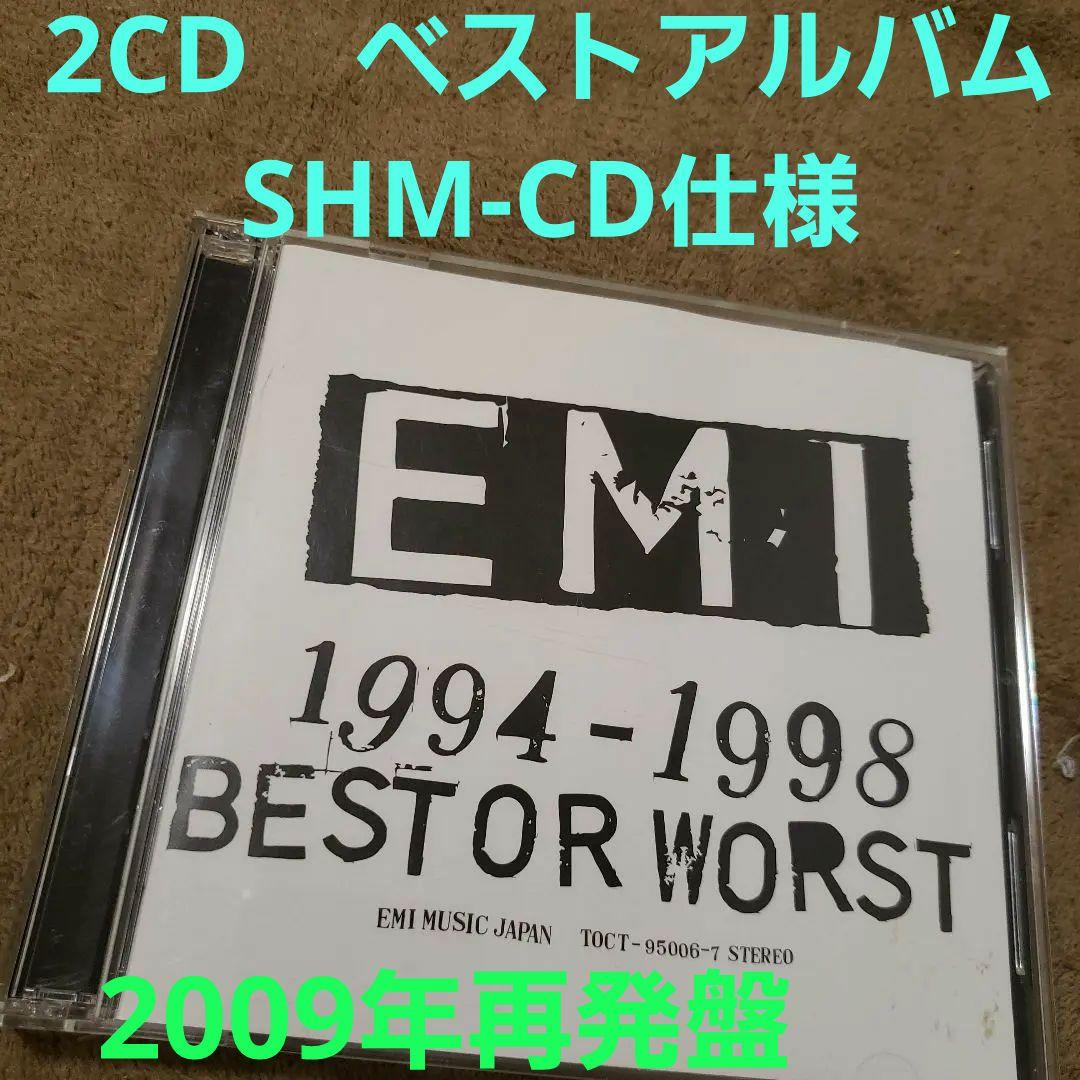 2CD　ベストアルバム
SHM-CD仕様
EMI
1994-1998
BEST OR WORST
EMI MUSIC JAPAN TOCT-95006-7 STEREO
2009年再発盤